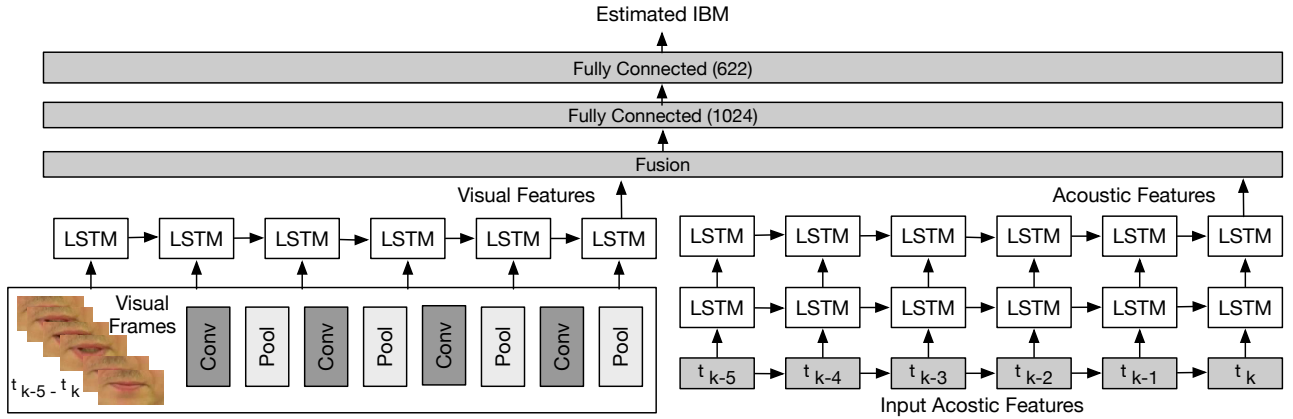 Estimated IBM
Fully Connected (622)
Fully Connected (1024)
Fusion
Visual Features
Acoustic Features
LSTM LSTM LSTM LSTM LSTM LSTM
LSTM LSTM LSTM LSTM LSTM LSTM
Visual
Frames
Conv Pool Conv Pool Conv Pool Conv Pool
t k-5 - t k
LSTM LSTM LSTM LSTM LSTM LSTM
t k-5 t k-4 t k-3 t k-2 t k-1 t k
Input Acostic Features